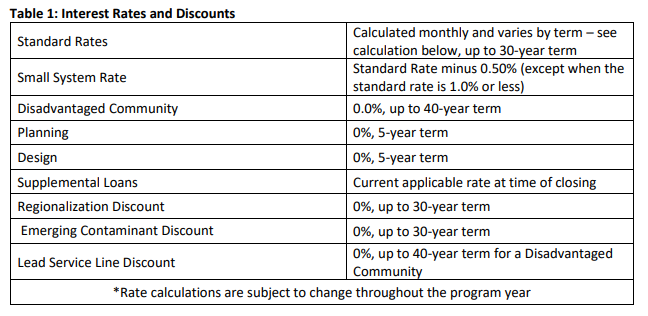 Table 1: Interest Rates and Discounts
Standard Rates
Calculated monthly and varies by term – see
calculation below, up to 30-year term
Small System Rate
Standard Rate minus 0.50% (except when the
standard rate is 1.0% or less)
Disadvantaged Community
0.0%, up to 40-year term
Planning
0%, 5-year term
Design
0%, 5-year term
Supplemental Loans
Current applicable rate at time of closing
Regionalization Discount
0%, up to 30-year term
Emerging Contaminant Discount
0%, up to 30-year term
Lead Service Line Discount
0%, up to 40-year term for a Disadvantaged
Community
*Rate calculations are subject to change throughout the program year